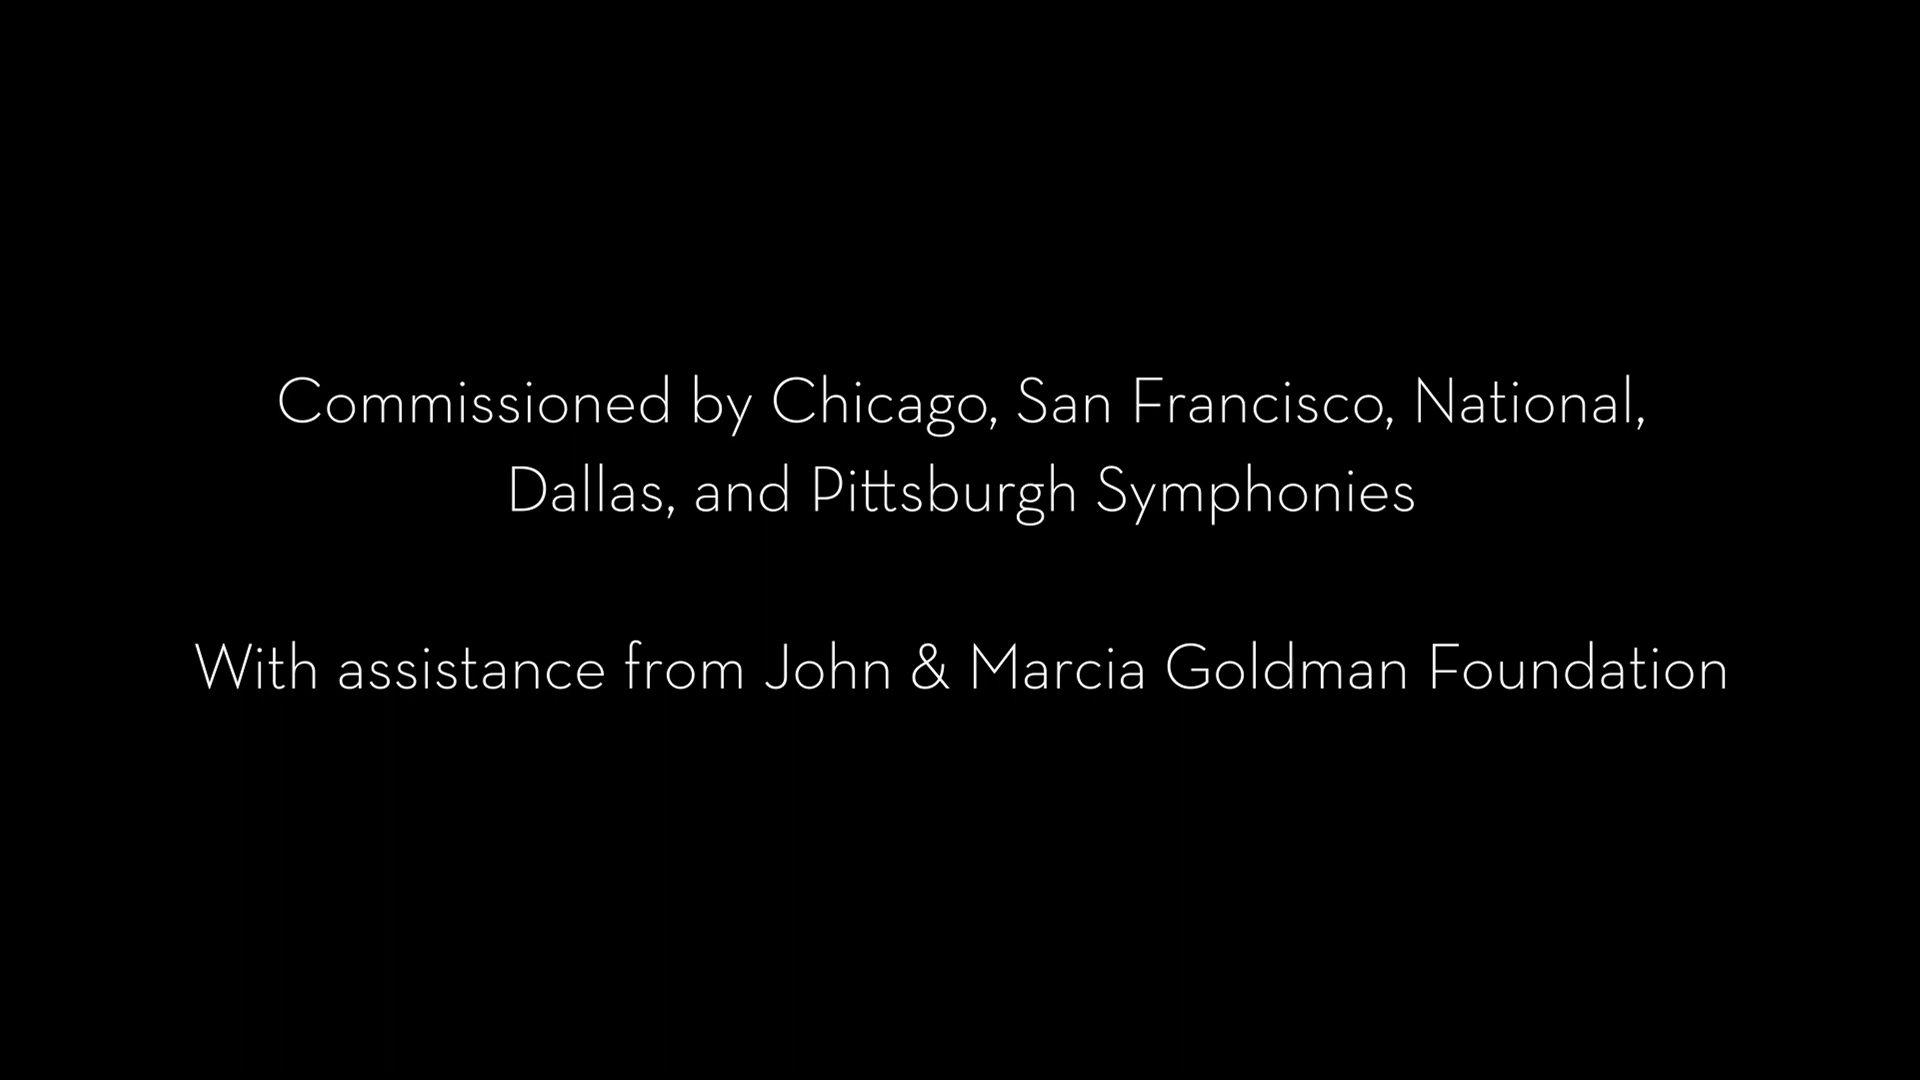 Commissioned by Chicago, San Francisco, National,
Dallas, and Pittsburgh Symphonies
With assistance from John & Marcia Goldman Foundation